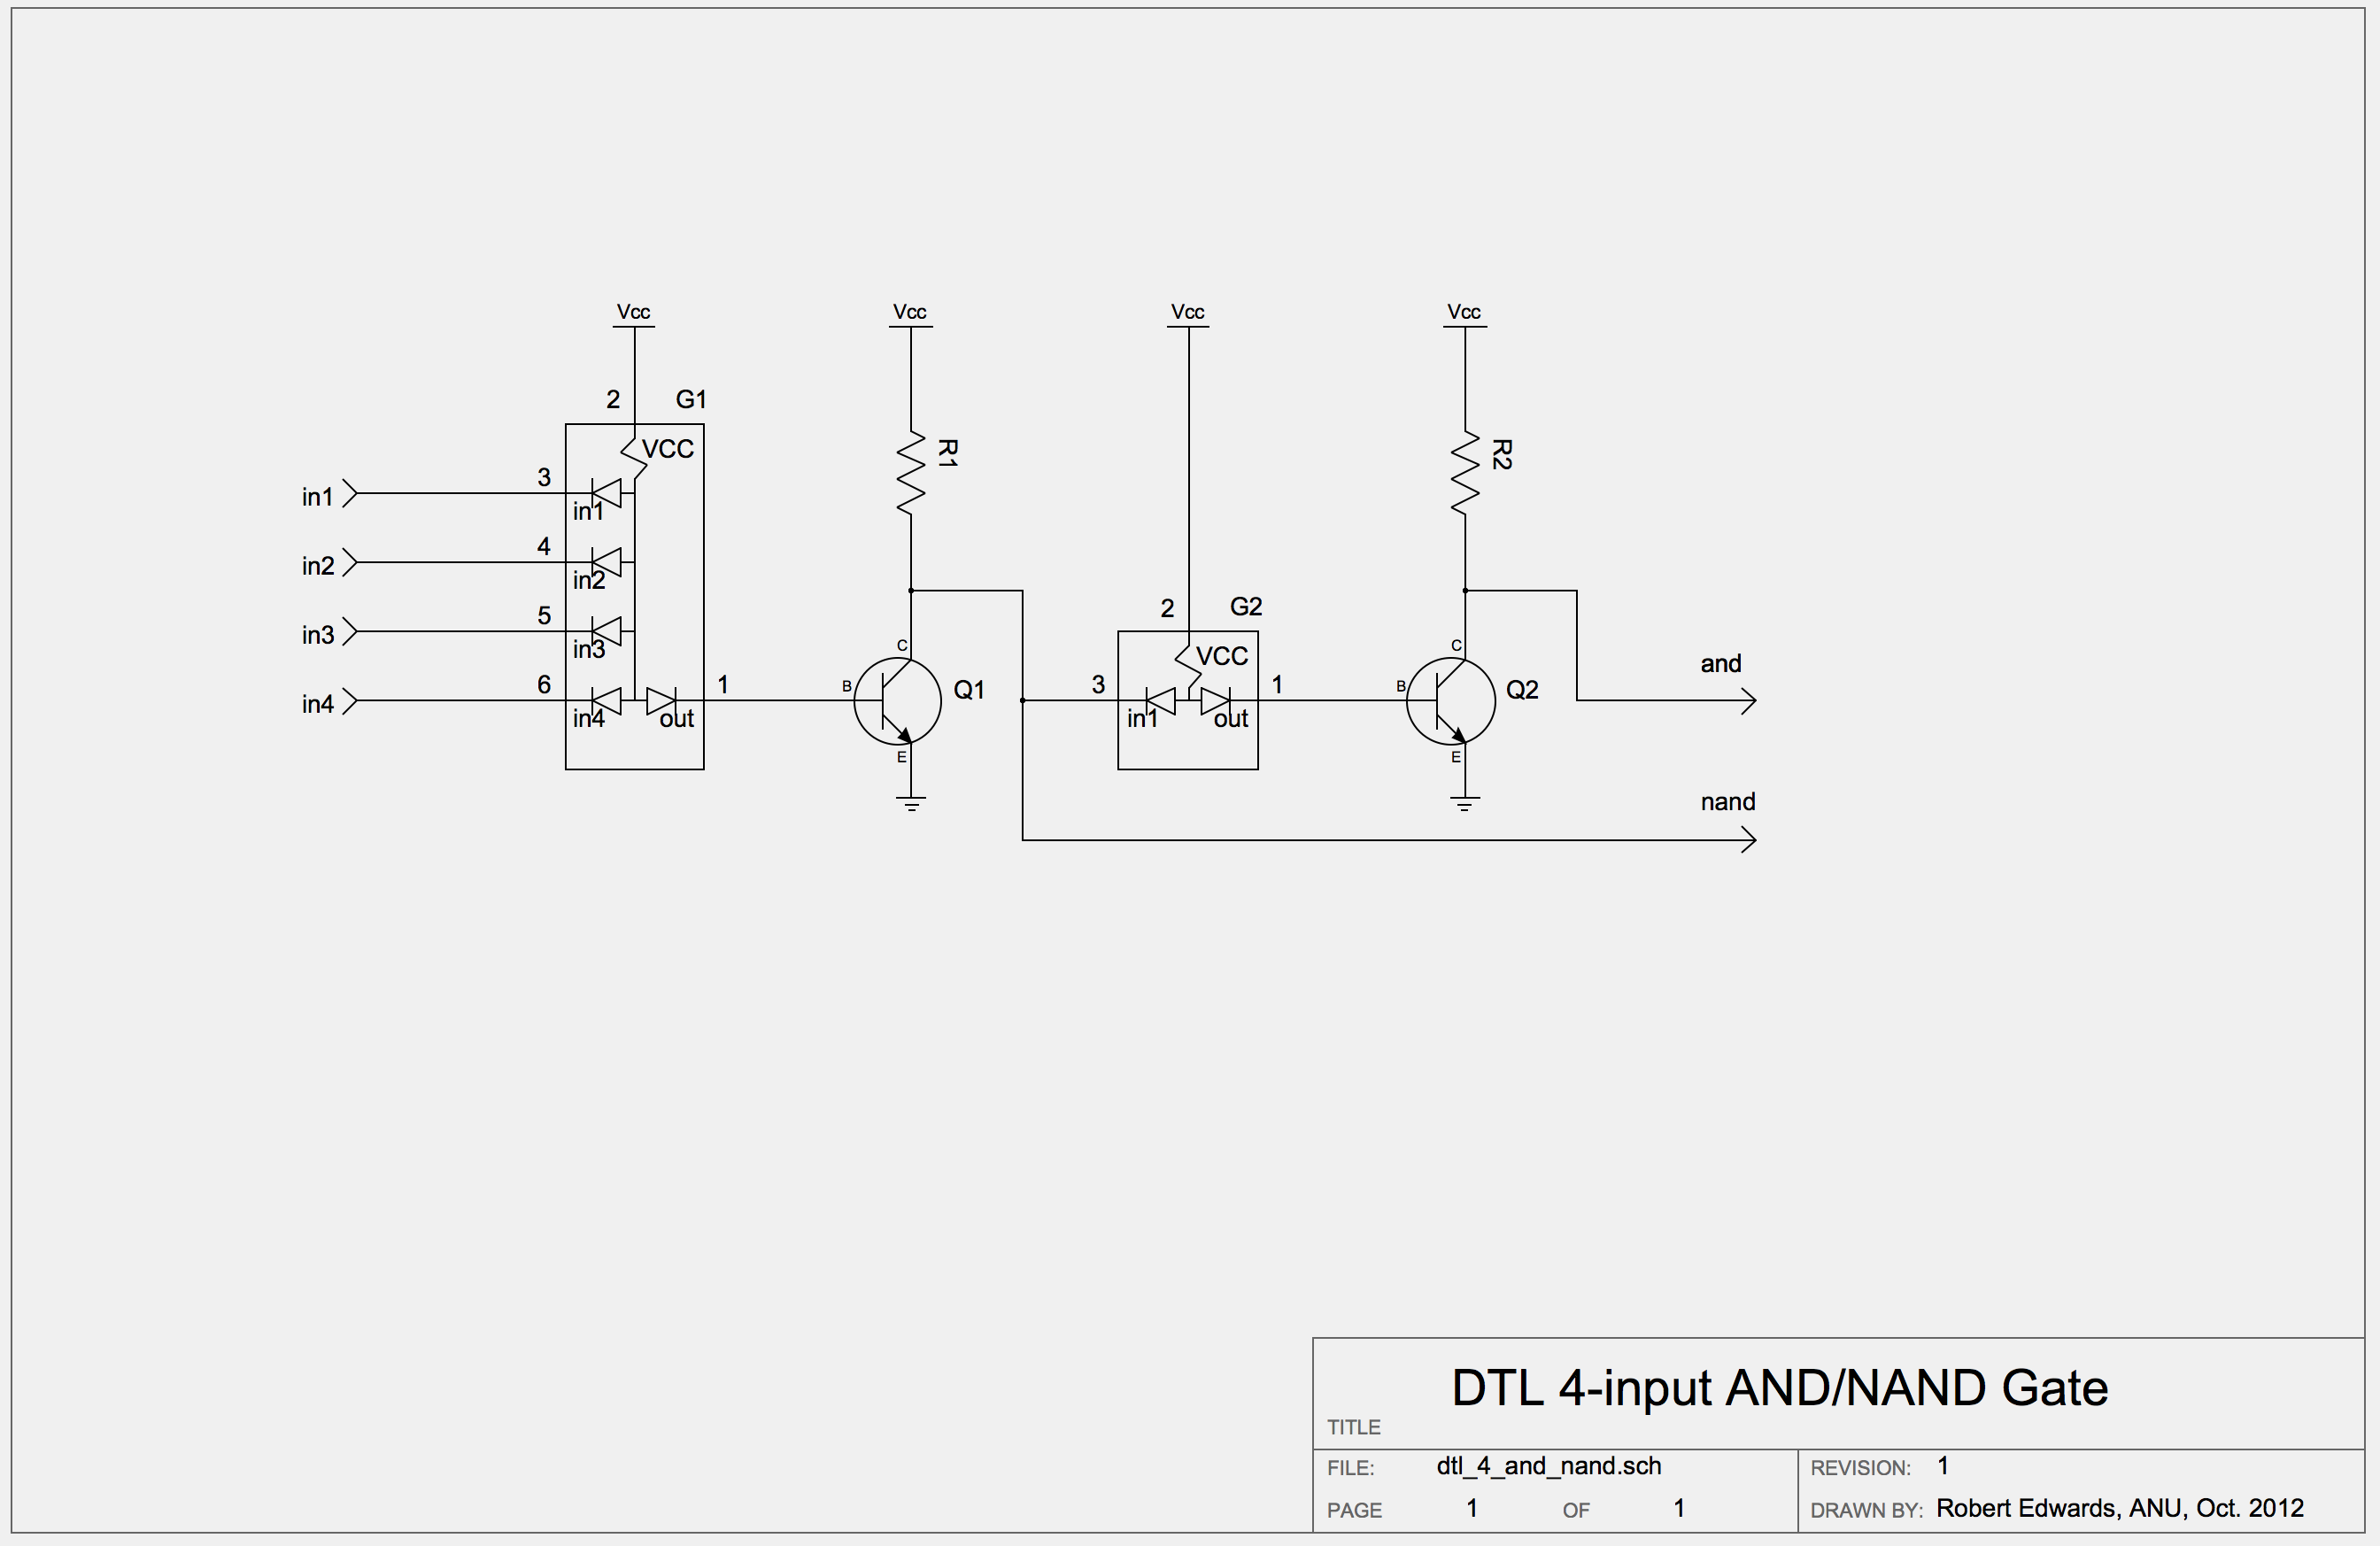 Vcc Vcc Vcc Vcc
2 G1
VCC
R1 R2
3
in1
in1
4
in2
in2
5
in3
in3
2 G2
C C
VCC
and
6 1 B Q1 3 1 B Q2
in4
in4 out in1 out
E E
nand
DTL 4-input AND/NAND Gate
TITLE
FILE: dtl_4_and_nand.sch REVISION: 1
PAGE 1 OF 1 DRAWN BY: Robert Edwards, ANU, Oct. 2012